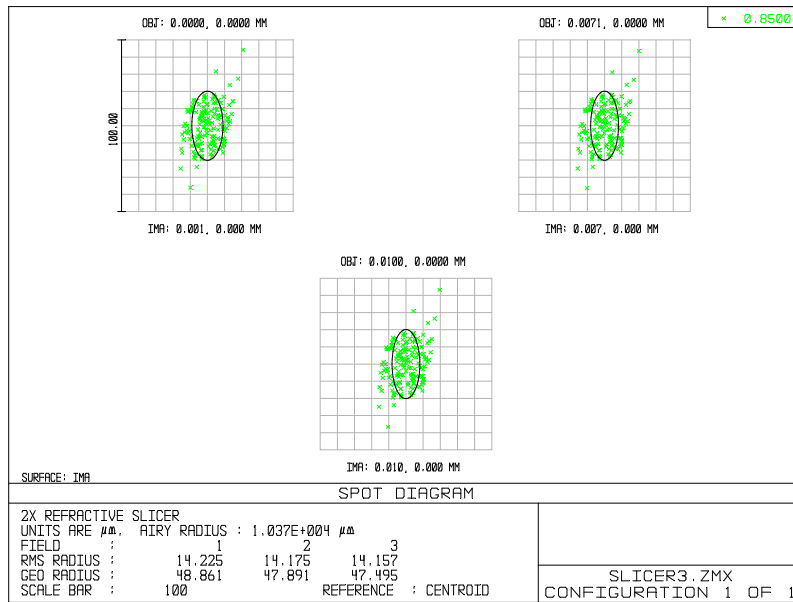 OBJ: 0.0000, 0.0000 MM
OBJ: 0.0071, 0.0000 MM
× 0.8500
100.00
IMA: 0.001, 0.000 MM
IMA: 0.007, 0.000 MM
OBJ: 0.0100, 0.0000 MM
IMA: 0.010, 0.000 MM
SURFACE: IMA
SPOT DIAGRAM
2X REFRACTIVE SLICER
UNITS ARE µm. AIRY RADIUS : 1.037E+004 µm
FIELD : 1 2 3
RMS RADIUS : 14.225 14.175 14.157
GEO RADIUS : 48.861 47.891 47.495
SCALE BAR : 100 REFERENCE : CENTROID
SLICER3.ZMX
CONFIGURATION 1 OF 1